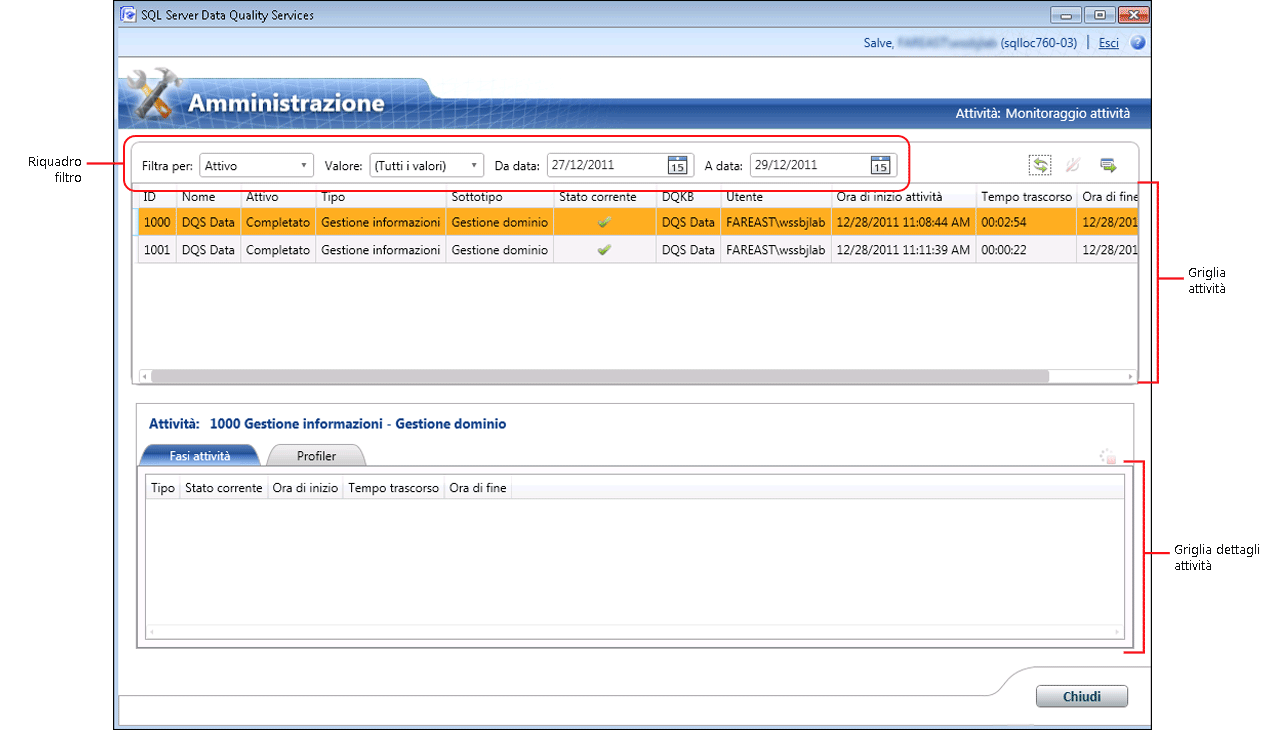 SQL Server Data Quality Services
Salve, (sqlloc760-03) | Esci
Amministrazione
Attività: Monitoraggio attività
Riquadro
filtro
Filtra per: Attivo Valore: (Tutti i valori) Da data: 27/12/2011 15 A data: 29/12/2011 15
ID Nome Attivo Tipo Sottotipo Stato corrente DQKB Utente Ora di inizio attività Tempo trascorso Ora di fine
1000 DQS Data Completato Gestione informazioni Gestione dominio DQS Data FAREAST\wssbjlab 12/28/2011 11:08:44 AM 00:02:54 12/28/201
1001 DQS Data Completato Gestione informazioni Gestione dominio DQS Data FAREAST\wssbjlab 12/28/2011 11:11:39 AM 00:00:22 12/28/201
Griglia
attività
Attività: 1000 Gestione informazioni - Gestione dominio
Fasi attività Profiler
Tipo Stato corrente Ora di inizio Tempo trascorso Ora di fine
Griglia dettagli
attività
Chiudi